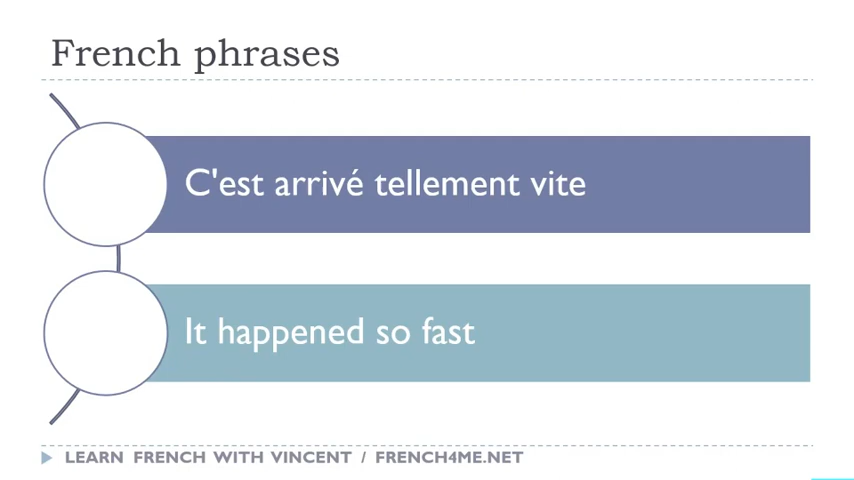 French phrases
C'est arrivé tellement vite
It happened so fast
LEARN FRENCH WITH VINCENT / FRENCH4ME.NET